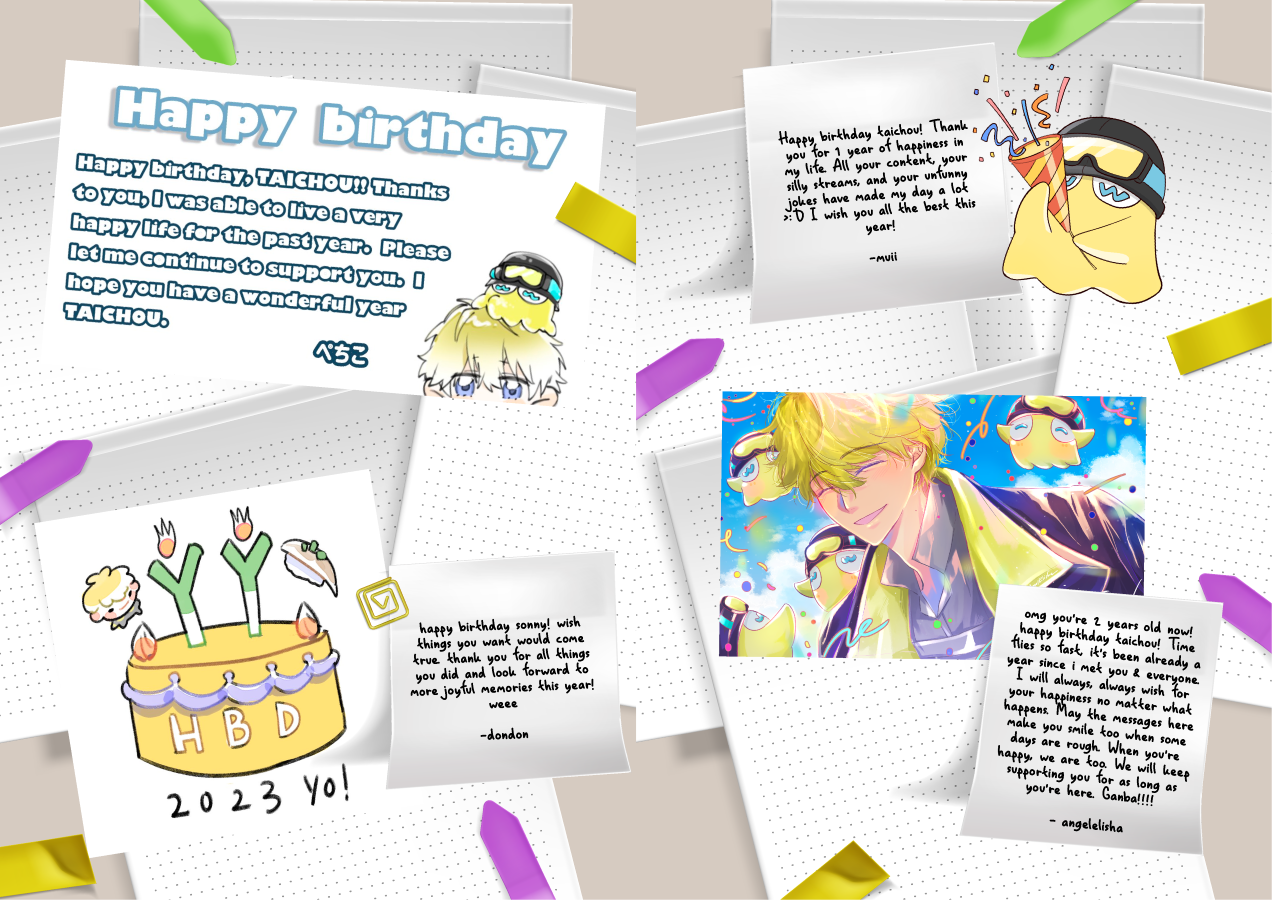 Happy birthday
Happy birthday, TAICHOU!! Thanks
to you, I was able to live a very
happy life for the past year. Please
let me continue to support you. I
hope you have a wonderful year
TAICHOU.
ぺちこ
HBD
2023 YO!
happy birthday sonny! wish
things you want would come
true. thank you for all things
you did and look forward to
more joyful memories this year!
weee
-dondon
Happy birthday taichou! Thank
you for 1 year of happiness in
my life. All your content, your
silly streams, and your unfunny
jokes have made my day a lot
>:D I wish you all the best this
year!
-muii
omg you're 2 years old now!
happy birthday taichou! Time
flies so fast, it's been already a
year since i met you & everyone.
I will always, always wish for
your happiness no matter what
happens. May the messages here
make you smile too when some
days are rough. When you're
happy, we are too. We will keep
supporting you for as long as
you're here. Ganba!!!!
- angelelisha